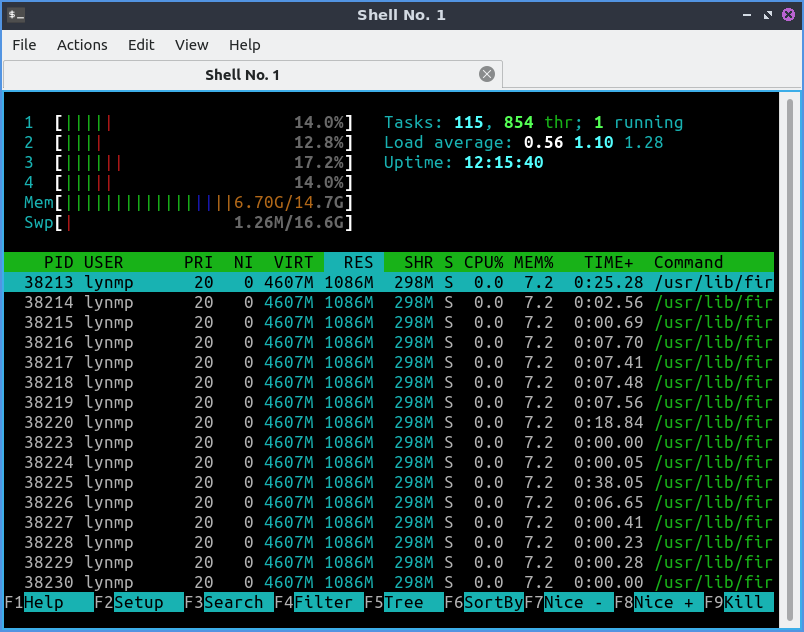 Shell No. 1
File Actions Edit View Help
Shell No. 1
1 [||||| 14.0%] Tasks: 115, 854 thr; 1 running
2 [|||| 12.8%] Load average: 0.56 1.10 1.28
3 [|||||| 17.2%] Uptime: 12:15:40
4 [||||| 14.0%]
Mem[|||||||||||||||||6.70G/14.7G]
Swp[| 1.26M/16.6G]
PID USER PRI NI VIRT RES SHR S CPU% MEM% TIME+ Command
38213 lynmp 20 0 4607M 1086M 298M S 0.0 7.2 0:25.28 /usr/lib/fir
38214 lynmp 20 0 4607M 1086M 298M S 0.0 7.2 0:02.56 /usr/lib/fir
38215 lynmp 20 0 4607M 1086M 298M S 0.0 7.2 0:00.69 /usr/lib/fir
38216 lynmp 20 0 4607M 1086M 298M S 0.0 7.2 0:07.70 /usr/lib/fir
38217 lynmp 20 0 4607M 1086M 298M S 0.0 7.2 0:07.41 /usr/lib/fir
38218 lynmp 20 0 4607M 1086M 298M S 0.0 7.2 0:07.48 /usr/lib/fir
38219 lynmp 20 0 4607M 1086M 298M S 0.0 7.2 0:07.56 /usr/lib/fir
38220 lynmp 20 0 4607M 1086M 298M S 0.0 7.2 0:18.84 /usr/lib/fir
38223 lynmp 20 0 4607M 1086M 298M S 0.0 7.2 0:00.00 /usr/lib/fir
38224 lynmp 20 0 4607M 1086M 298M S 0.0 7.2 0:00.05 /usr/lib/fir
38225 lynmp 20 0 4607M 1086M 298M S 0.0 7.2 0:38.05 /usr/lib/fir
38226 lynmp 20 0 4607M 1086M 298M S 0.0 7.2 0:06.65 /usr/lib/fir
38227 lynmp 20 0 4607M 1086M 298M S 0.0 7.2 0:00.41 /usr/lib/fir
38228 lynmp 20 0 4607M 1086M 298M S 0.0 7.2 0:00.23 /usr/lib/fir
38229 lynmp 20 0 4607M 1086M 298M S 0.0 7.2 0:00.28 /usr/lib/fir
38230 lynmp 20 0 4607M 1086M 298M S 0.0 7.2 0:00.00 /usr/lib/fir
F1Help F2Setup F3Search F4Filter F5Tree F6SortByF7Nice - F8Nice + F9Kill